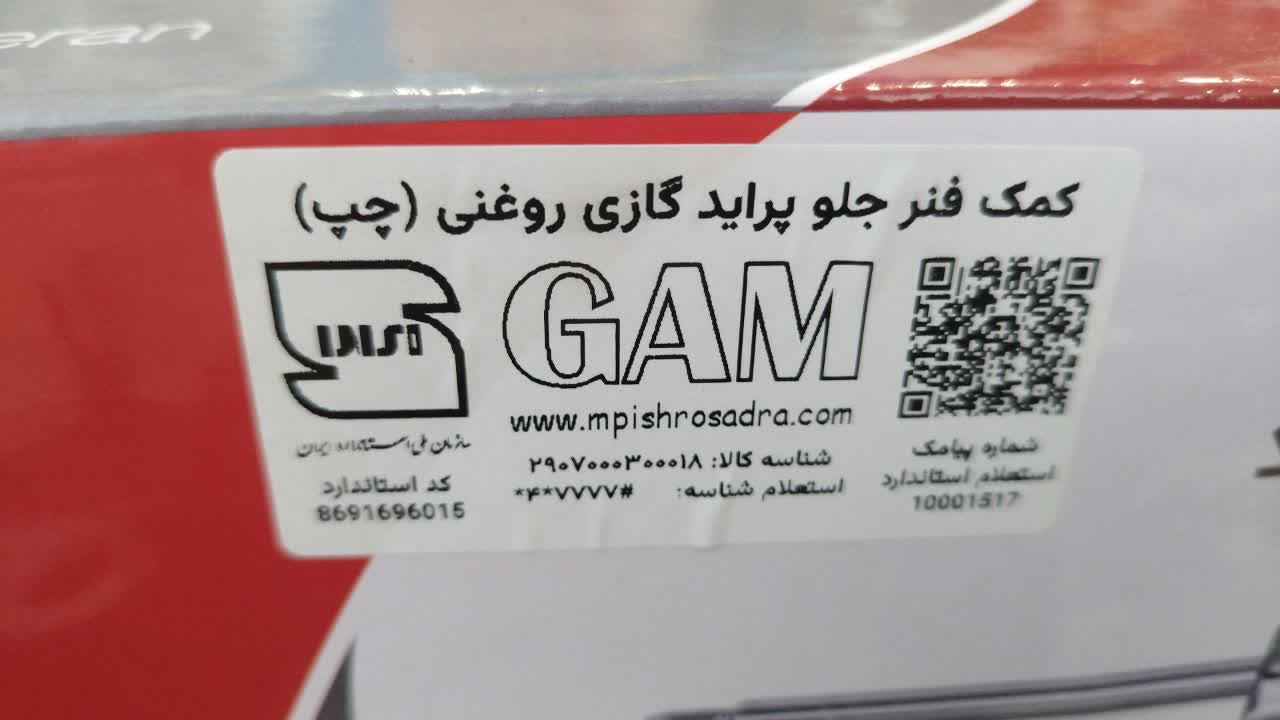 eran
کمک فنر جلو پراید گازی روغنی (چپ)
GAM
www.mpishrosadra.com
شناسه کالا: ۲۹۰۷۰۰۰۳۰۰۰۱۸
استعلام شناسه: #۷۷۷۷*۴*
سازمان ملی استاندارد ایران
کد استاندارد
8691696015
شماره پیامک
استعلام استاندارد
10001517